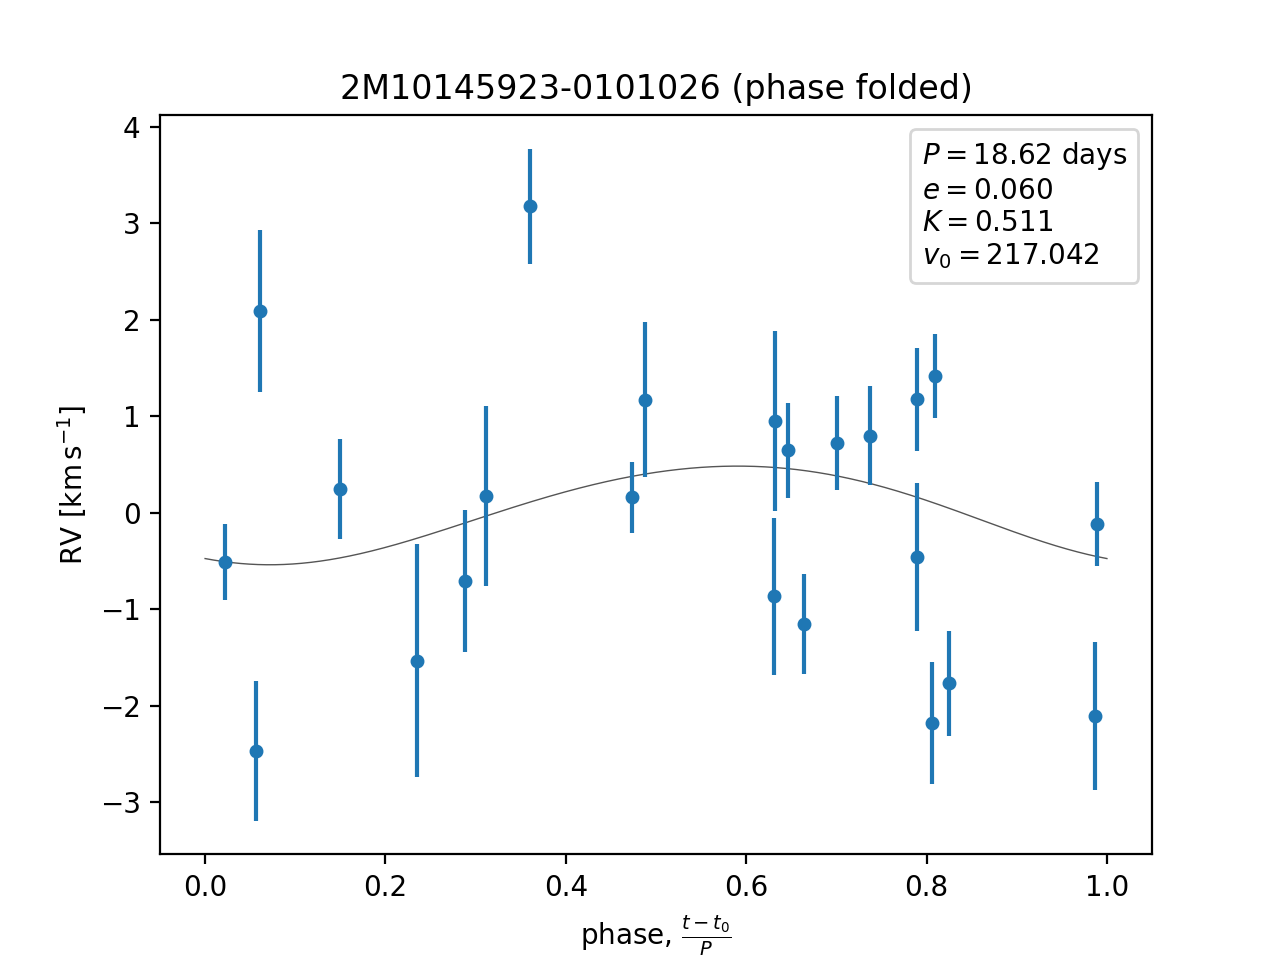 2M10145923-0101026 (phase folded)
P = 18.62 days
e = 0.060
K = 0.511
v₀ = 217.042
4
3
2
1
0
−1
−2
−3
RV [km s⁻¹]
0.0 0.2 0.4 0.6 0.8 1.0
phase, (t − t₀)/P